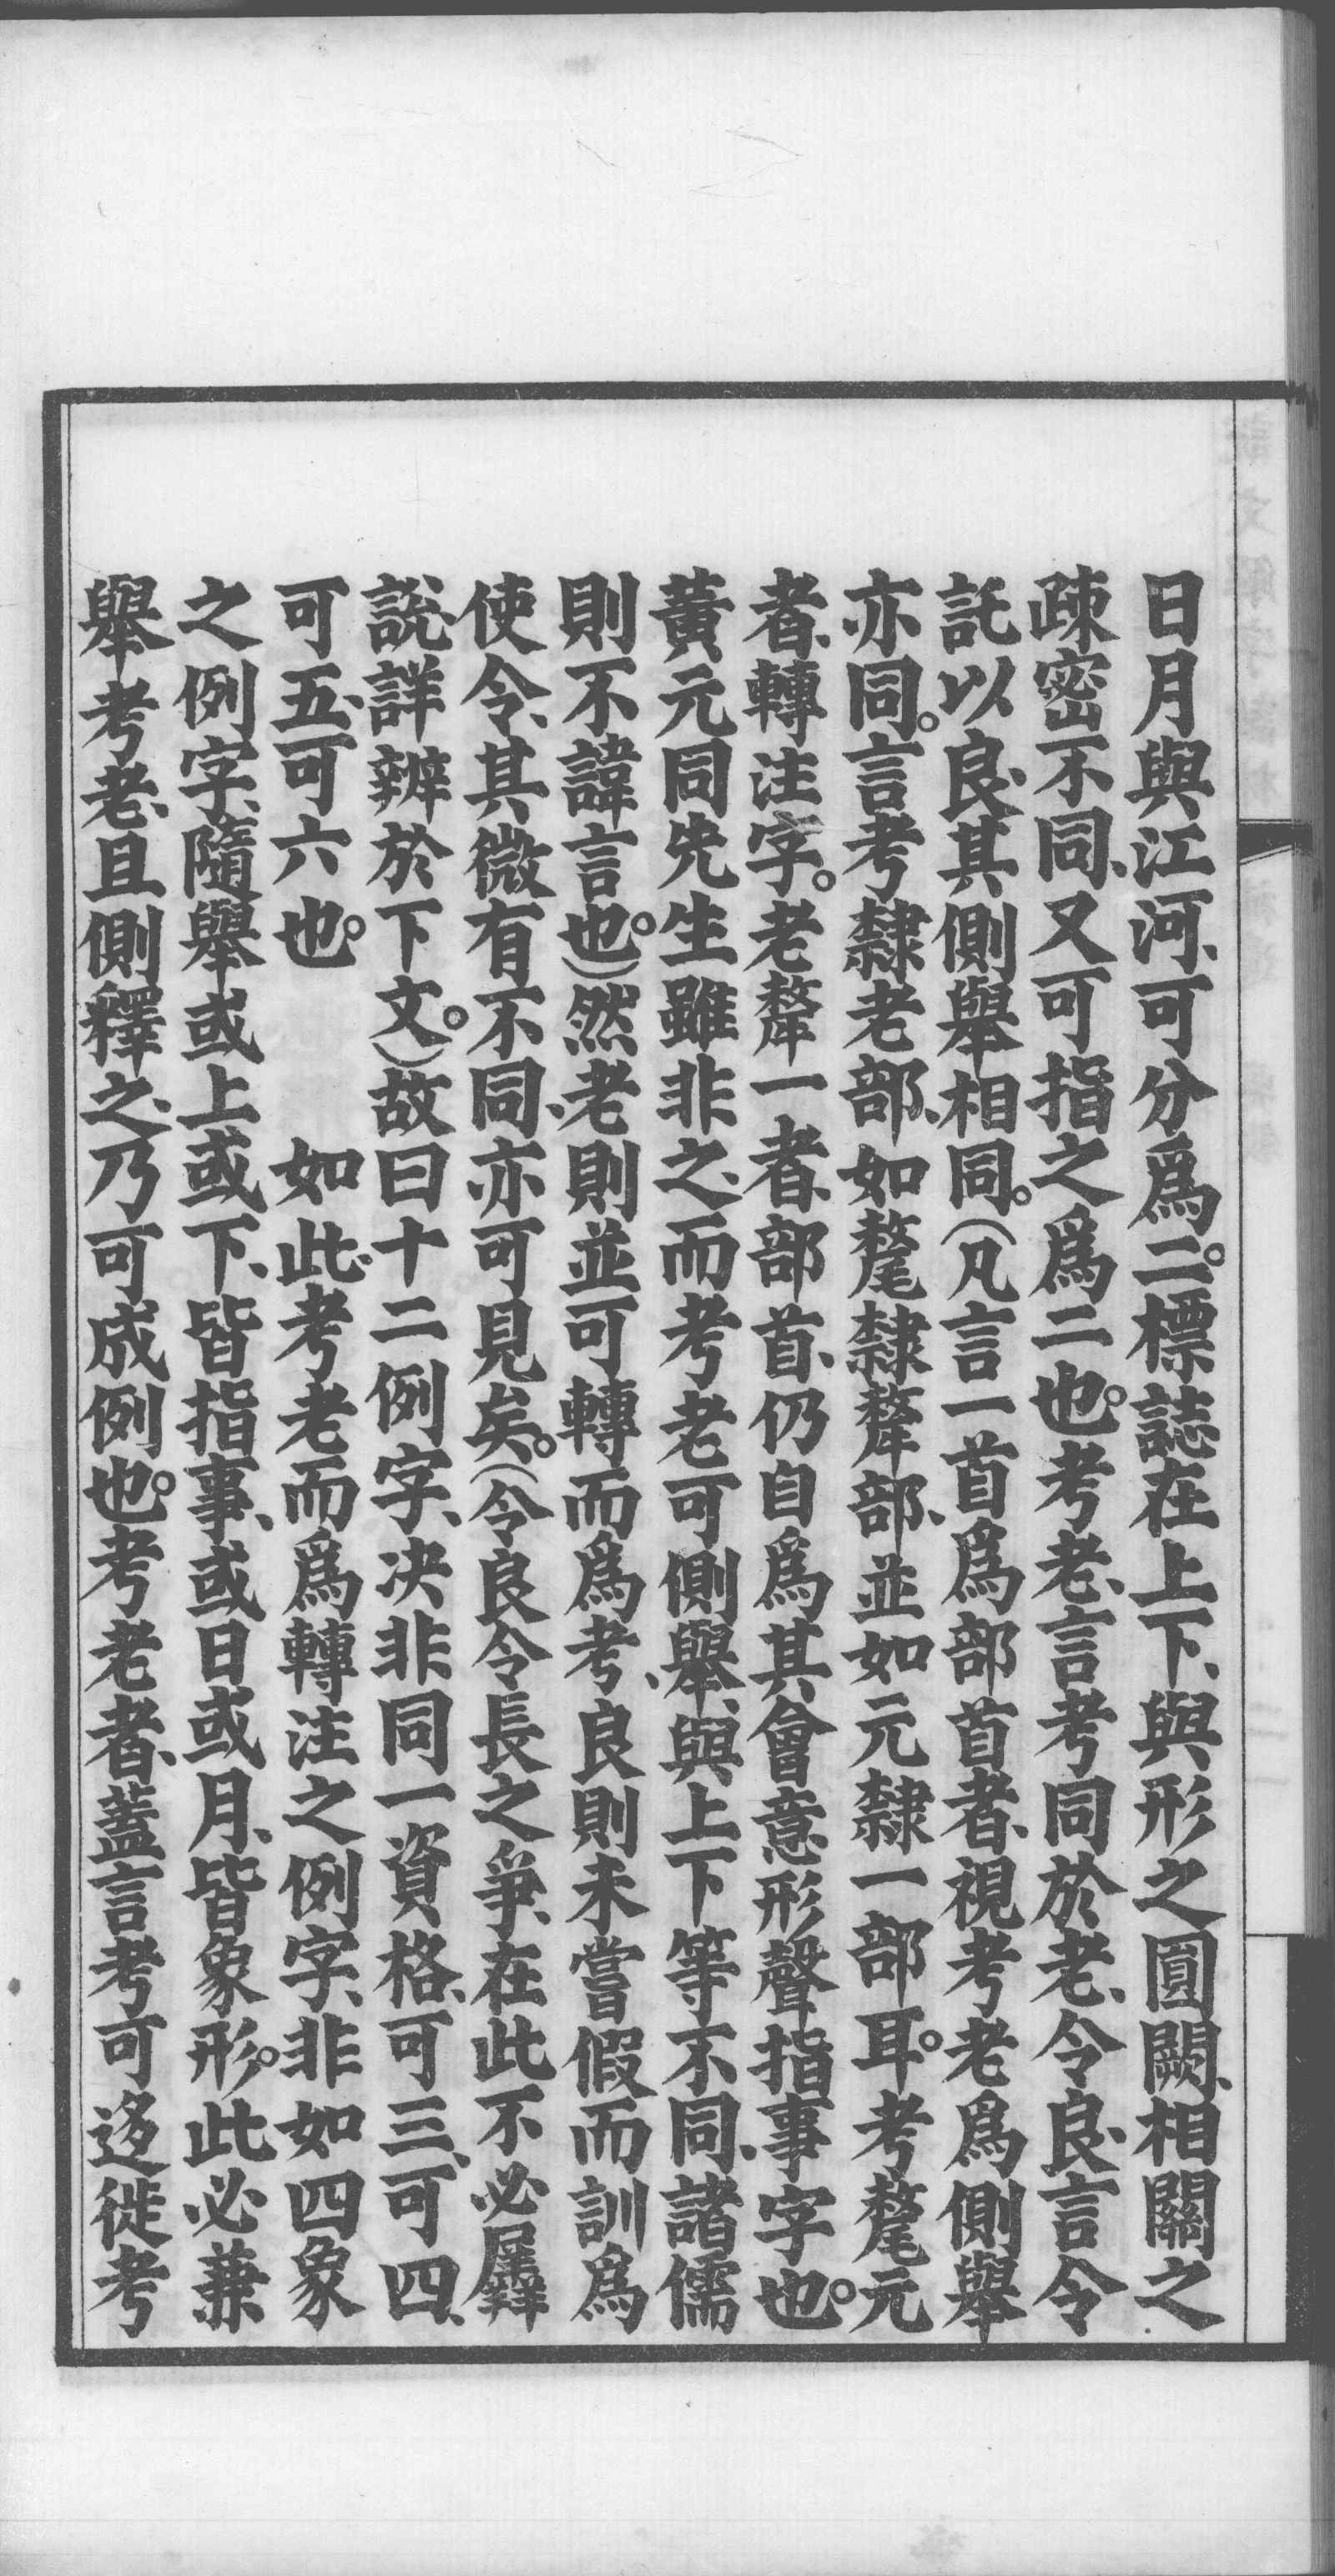 日月與江河、可分爲二。標誌在上下、與形之圓闕、相關之
疎密不同、又可指之爲二也。考老、言考同於老、令良、言令
託以良、其側舉相同。（凡言一首爲部首者、視考老爲側舉
亦同。言考隸老部、如氂隸犛部、並如元隸一部耳。考氂元
者、轉注字。老犛一者、部首、仍自爲其會意形聲指事字也。
黃元同先生雖非之、而考老可側舉、與上下等不同、諸儒
則不諱言也。）然老則並可轉而爲考、良則未嘗假而訓爲
使令、其微有不同、亦可見矣。（令良令長之爭、在此不必屬
說、詳辨於下文。）故曰十二例字、决非同一資格、可三、可四、
可五、可六也。　　如此、考老而爲轉注之例字、非如四象
之例字、隨舉或上或下、皆指事、或日或月、皆象形。此必兼
舉考老、且側釋之、乃可成例也。考老者、蓋言考可迻徙考